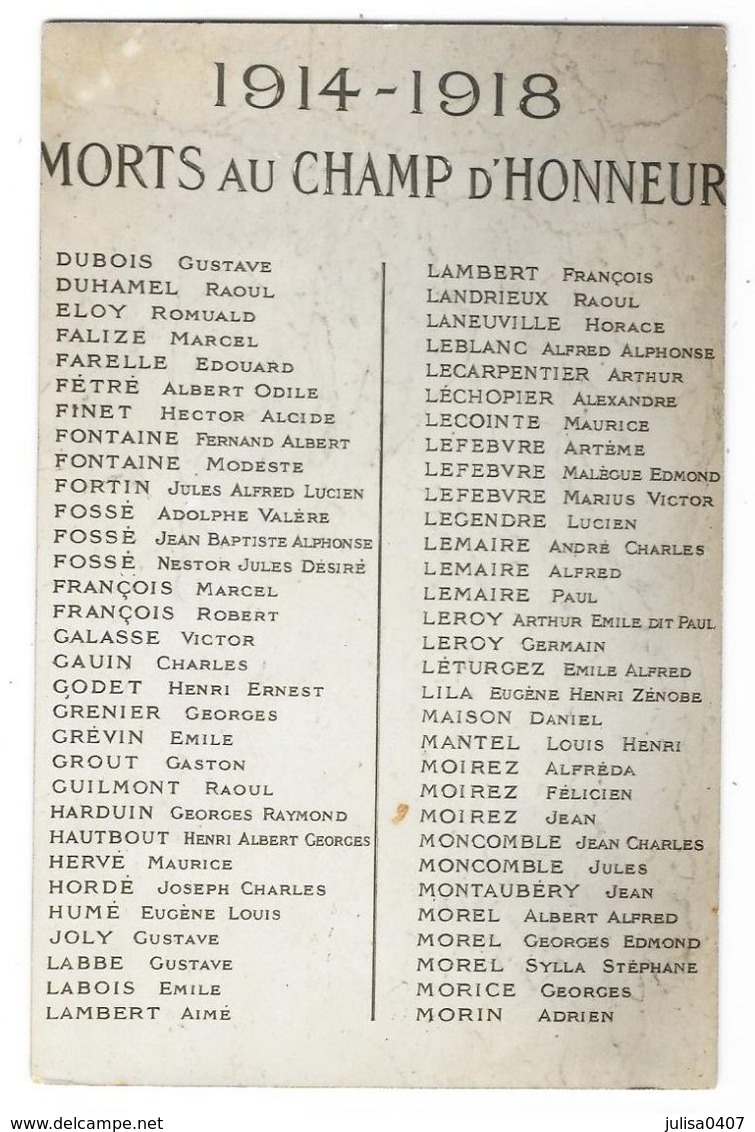 1914-1918
MORTS AU CHAMP D'HONNEUR
DUBOIS GUSTAVE
DUHAMEL RAOUL
ELOY ROMUALD
FALIZE MARCEL
FARELLE EDOUARD
FÉTRÉ ALBERT ODILE
FINET HECTOR ALCIDE
FONTAINE FERNAND ALBERT
FONTAINE MODESTE
FORTIN JULES ALFRED LUCIEN
FOSSÉ ADOLPHE VALÈRE
FOSSÉ JEAN BAPTISTE ALPHONSE
FOSSÉ NESTOR JULES DÉSIRÉ
FRANÇOIS MARCEL
FRANÇOIS ROBERT
GALASSE VICTOR
GAUIN CHARLES
GODET HENRI ERNEST
GRENIER GEORGES
GRÉVIN EMILE
GROUT GASTON
GUILMONT RAOUL
HARDUIN GEORGES RAYMOND
HAUTBOUT HENRI ALBERT GEORGES
HERVÉ MAURICE
HORDÉ JOSEPH CHARLES
HUMÉ EUGÈNE LOUIS
JOLY GUSTAVE
LABBE GUSTAVE
LABOIS EMILE
LAMBERT AIMÉ
LAMBERT FRANÇOIS
LANDRIEUX RAOUL
LANEUVILLE HORACE
LEBLANC ALFRED ALPHONSE
LECARPENTIER ARTHUR
LÉCHOPIER ALEXANDRE
LECOINTE MAURICE
LEFEBVRE ARTÈME
LEFEBVRE MALÈGUE EDMOND
LEFEBVRE MARIUS VICTOR
LEGENDRE LUCIEN
LEMAIRE ANDRÉ CHARLES
LEMAIRE ALFRED
LEMAIRE PAUL
LEROY ARTHUR EMILE DIT PAUL
LEROY GERMAIN
LÉTURGEZ EMILE ALFRED
LILA EUGÈNE HENRI ZÉNOBE
MAISON DANIEL
MANTEL LOUIS HENRI
MOIREZ ALFRÉDA
MOIREZ FÉLICIEN
MOIREZ JEAN
MONCOMBLE JEAN CHARLES
MONCOMBLE JULES
MONTAUBÉRY JEAN
MOREL ALBERT ALFRED
MOREL GEORGES EDMOND
MOREL SYLLA STÉPHANE
MORICE GEORGES
MORIN ADRIEN
delcampe.net
julisa0407